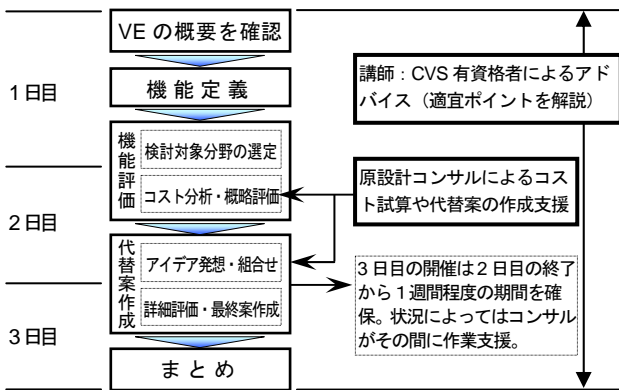 VEの概要を確認
1日目
機能定義
講師：CVS有資格者によるアド
バイス（適宜ポイントを解説）
機能評価
検討対象分野の選定
コスト分析・概略評価
原設計コンサルによるコス
ト試算や代替案の作成支援
2日目
代替案作成
アイデア発想・組合せ
詳細評価・最終案作成
3日目の開催は2日目の終了
から1週間程度の期間を確
保。状況によってはコンサル
がその間に作業支援。
3日目
まとめ